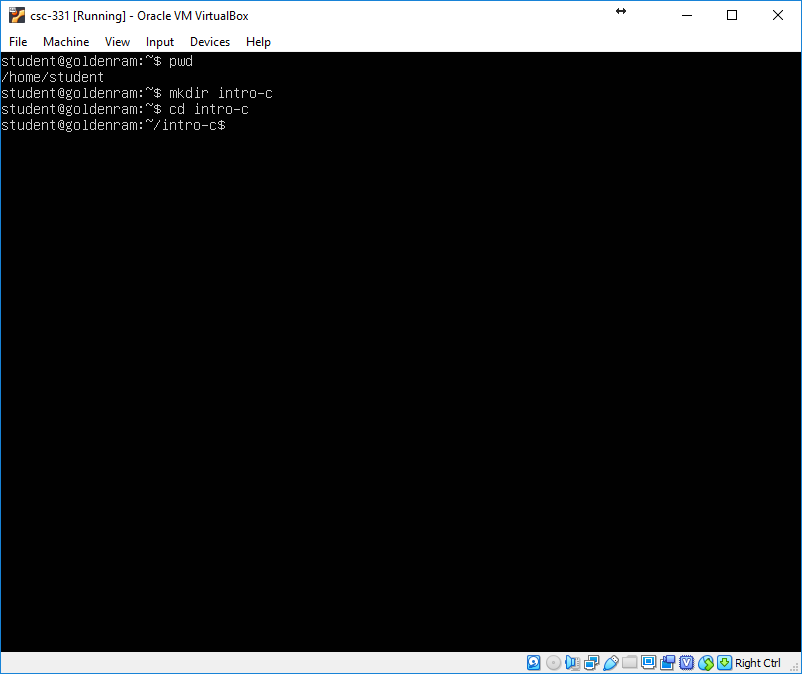 csc-331 [Running] - Oracle VM VirtualBox
File Machine View Input Devices Help
student@goldenram:~$ pwd
/home/student
student@goldenram:~$ mkdir intro-c
student@goldenram:~$ cd intro-c
student@goldenram:~/intro-c$
Right Ctrl